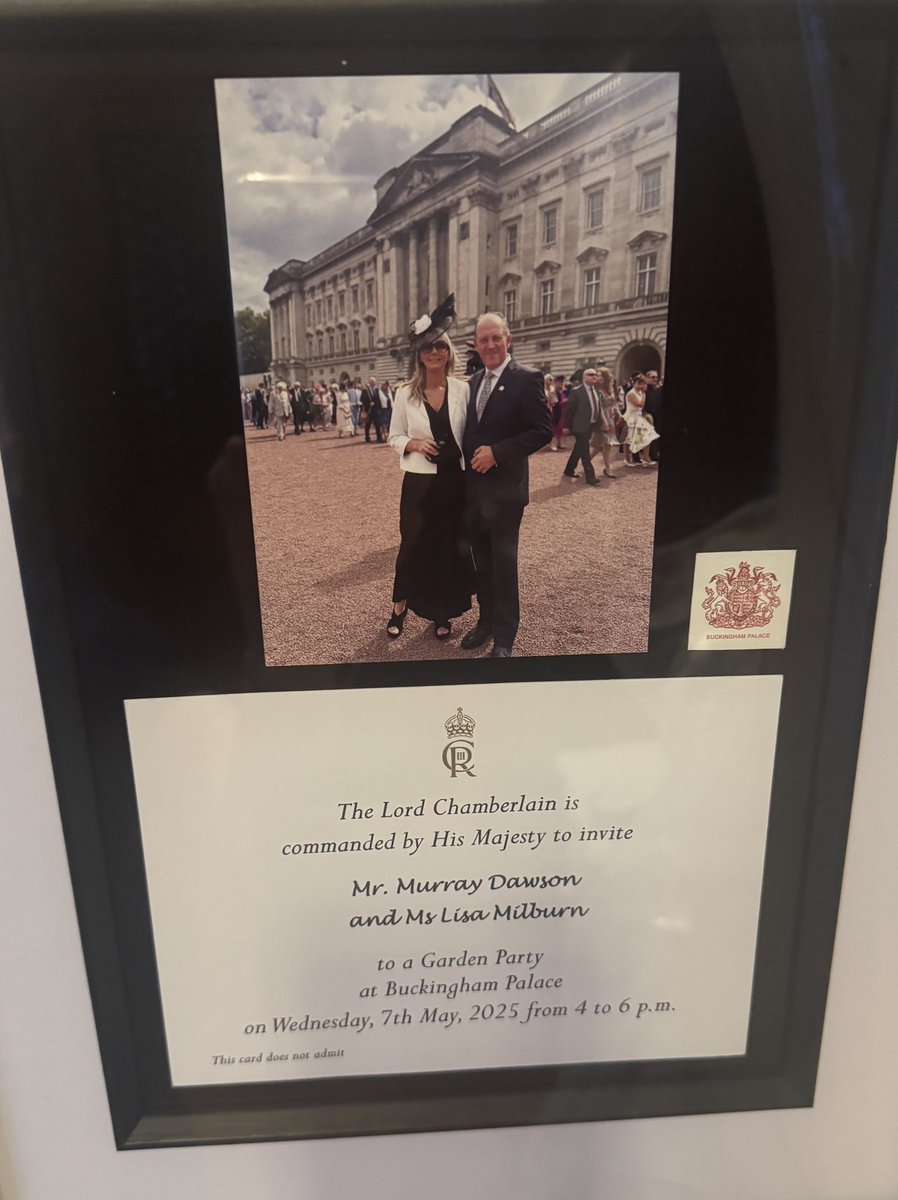 BUCKINGHAM PALACE
CIIIR
The Lord Chamberlain is
commanded by His Majesty to invite
Mr. Murray Dawson
and Ms Lisa Milburn
to a Garden Party
at Buckingham Palace
on Wednesday, 7th May, 2025 from 4 to 6 p.m.
This card does not admit